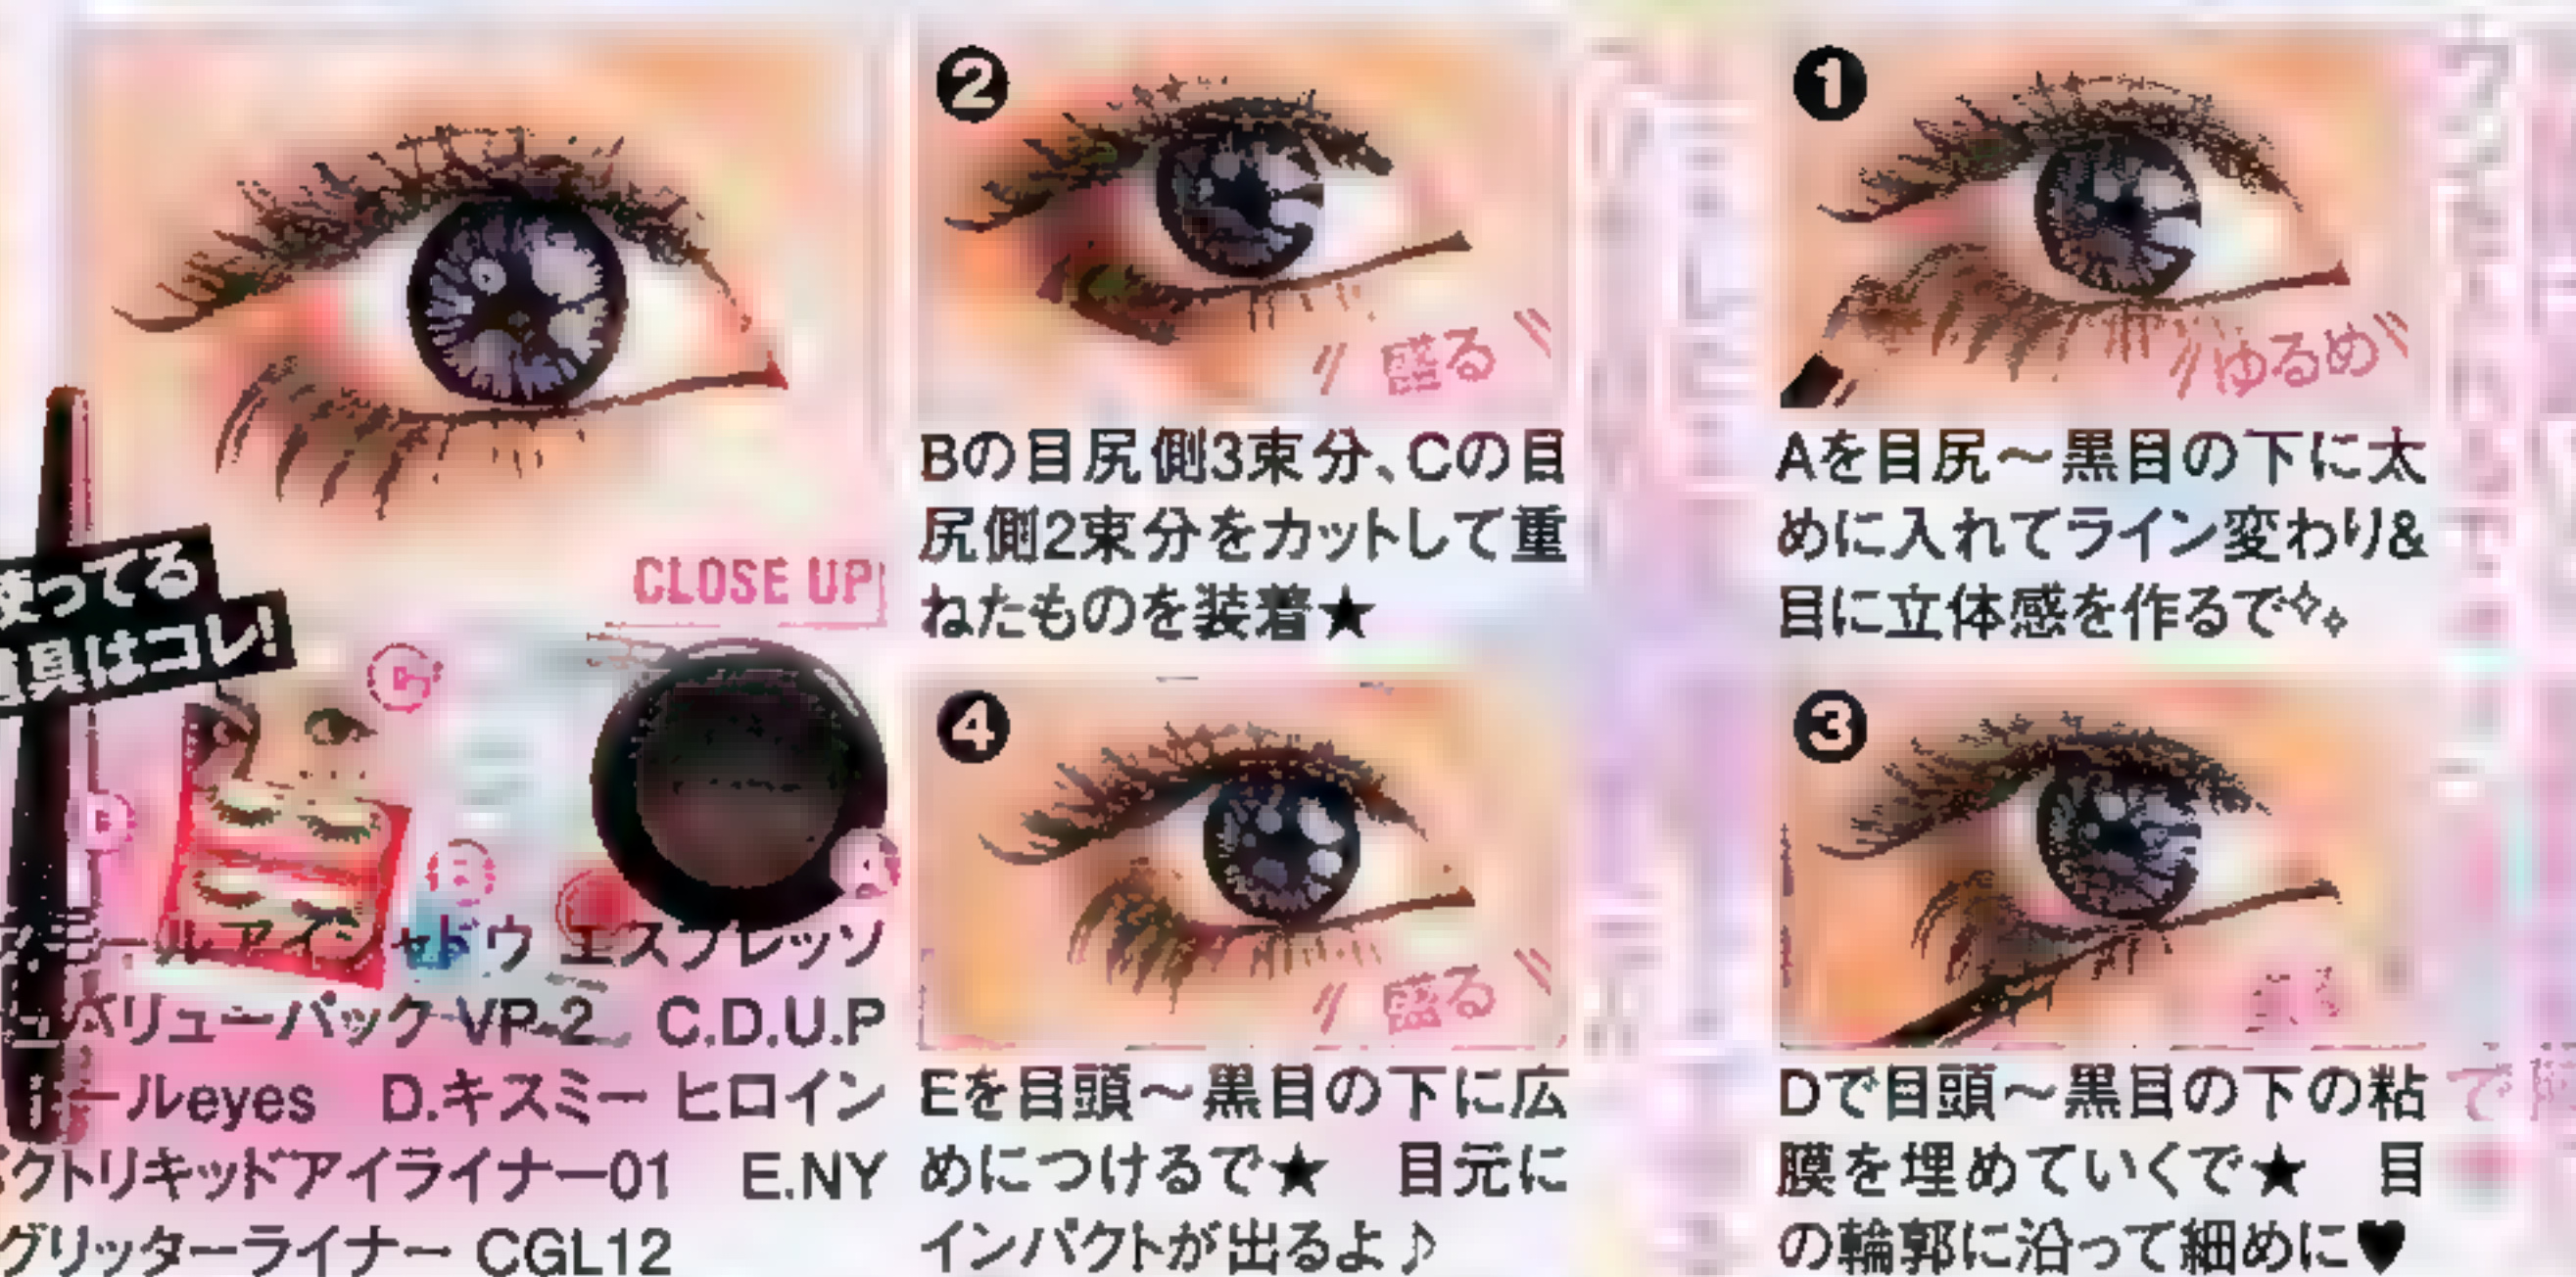 ❶
ゆるめ
Aを目尻〜黒目の下に太
めに入れてライン変わり&
目に立体感を作るで✧
❷
盛る
Bの目尻側3束分、Cの目
尻側2束分をカットして重
ねたものを装着★
❸
Dで目頭〜黒目の下の粘
膜を埋めていくで★ 目
の輪郭に沿って細めに♥
❹
盛る
Eを目頭〜黒目の下に広
めにつけるで★ 目元に
インパクトが出るよ♪
CLOSE UP
使ってる
具はコレ!
ールアイシャドウ エスプレッソ
ベリューパック VP-2 C.D.U.P
ールeyes D.キスミー ヒロイン
クトリキッドアイライナー01 E.NY
グリッターライナー CGL12